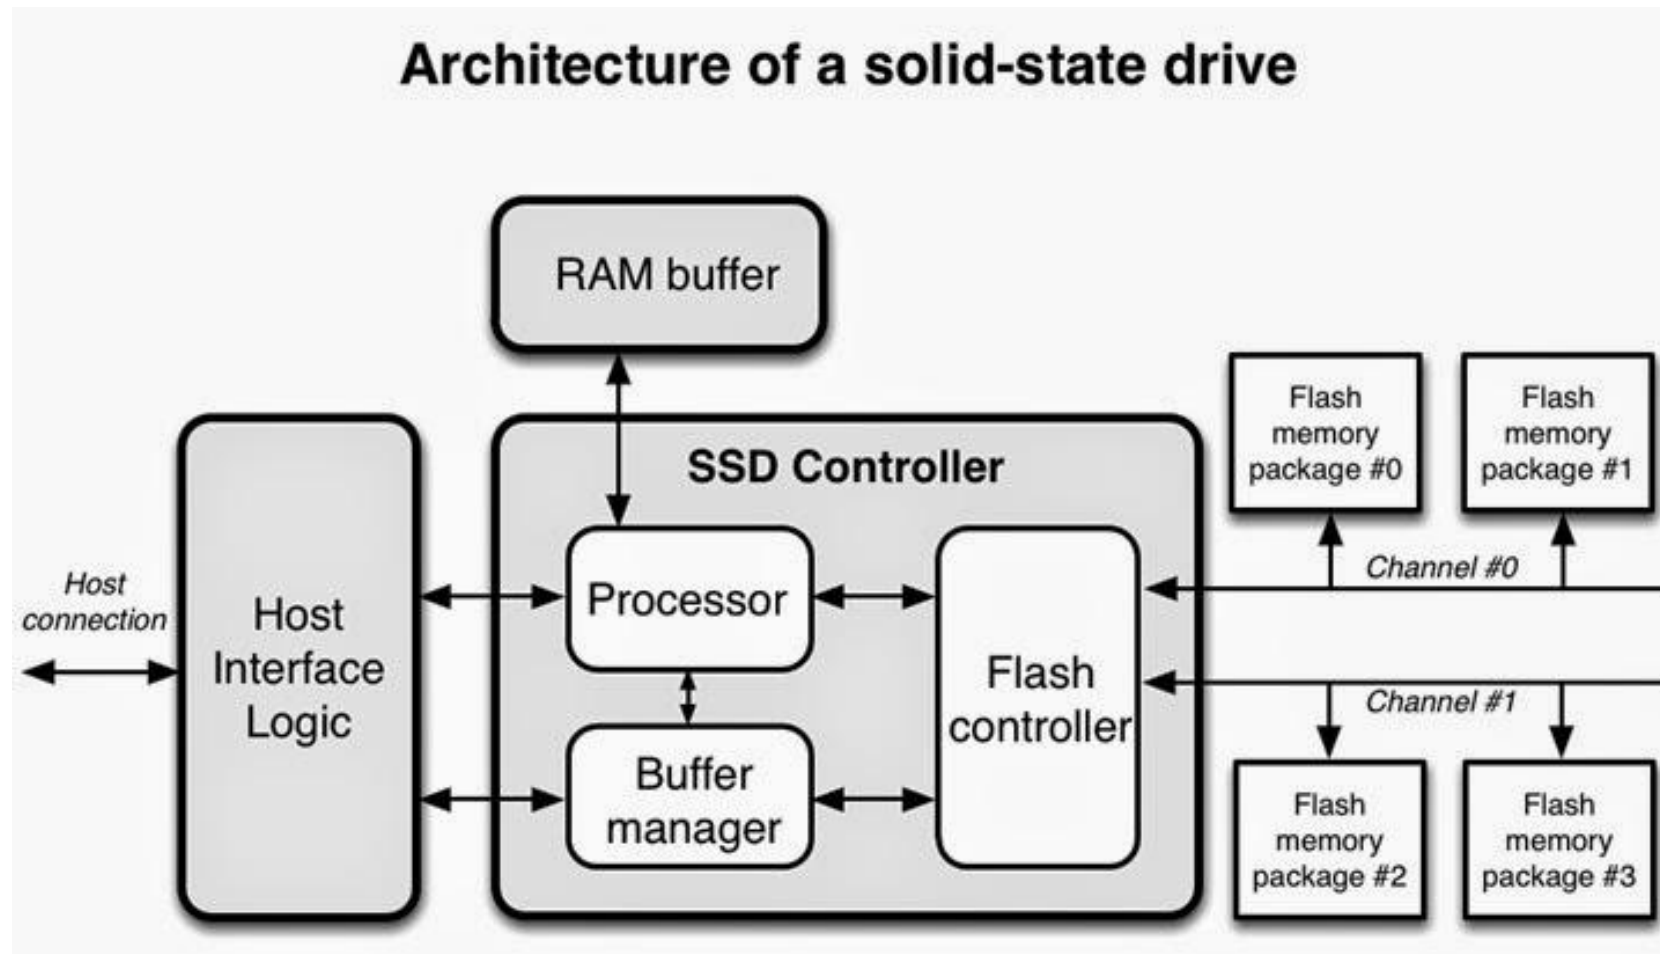 Architecture of a solid-state drive
RAM buffer
SSD Controller
Host
connection
Host
Interface
Logic
Processor
Buffer
manager
Flash
controller
Flash
memory
package #0
Flash
memory
package #1
Channel #0
Channel #1
Flash
memory
package #2
Flash
memory
package #3